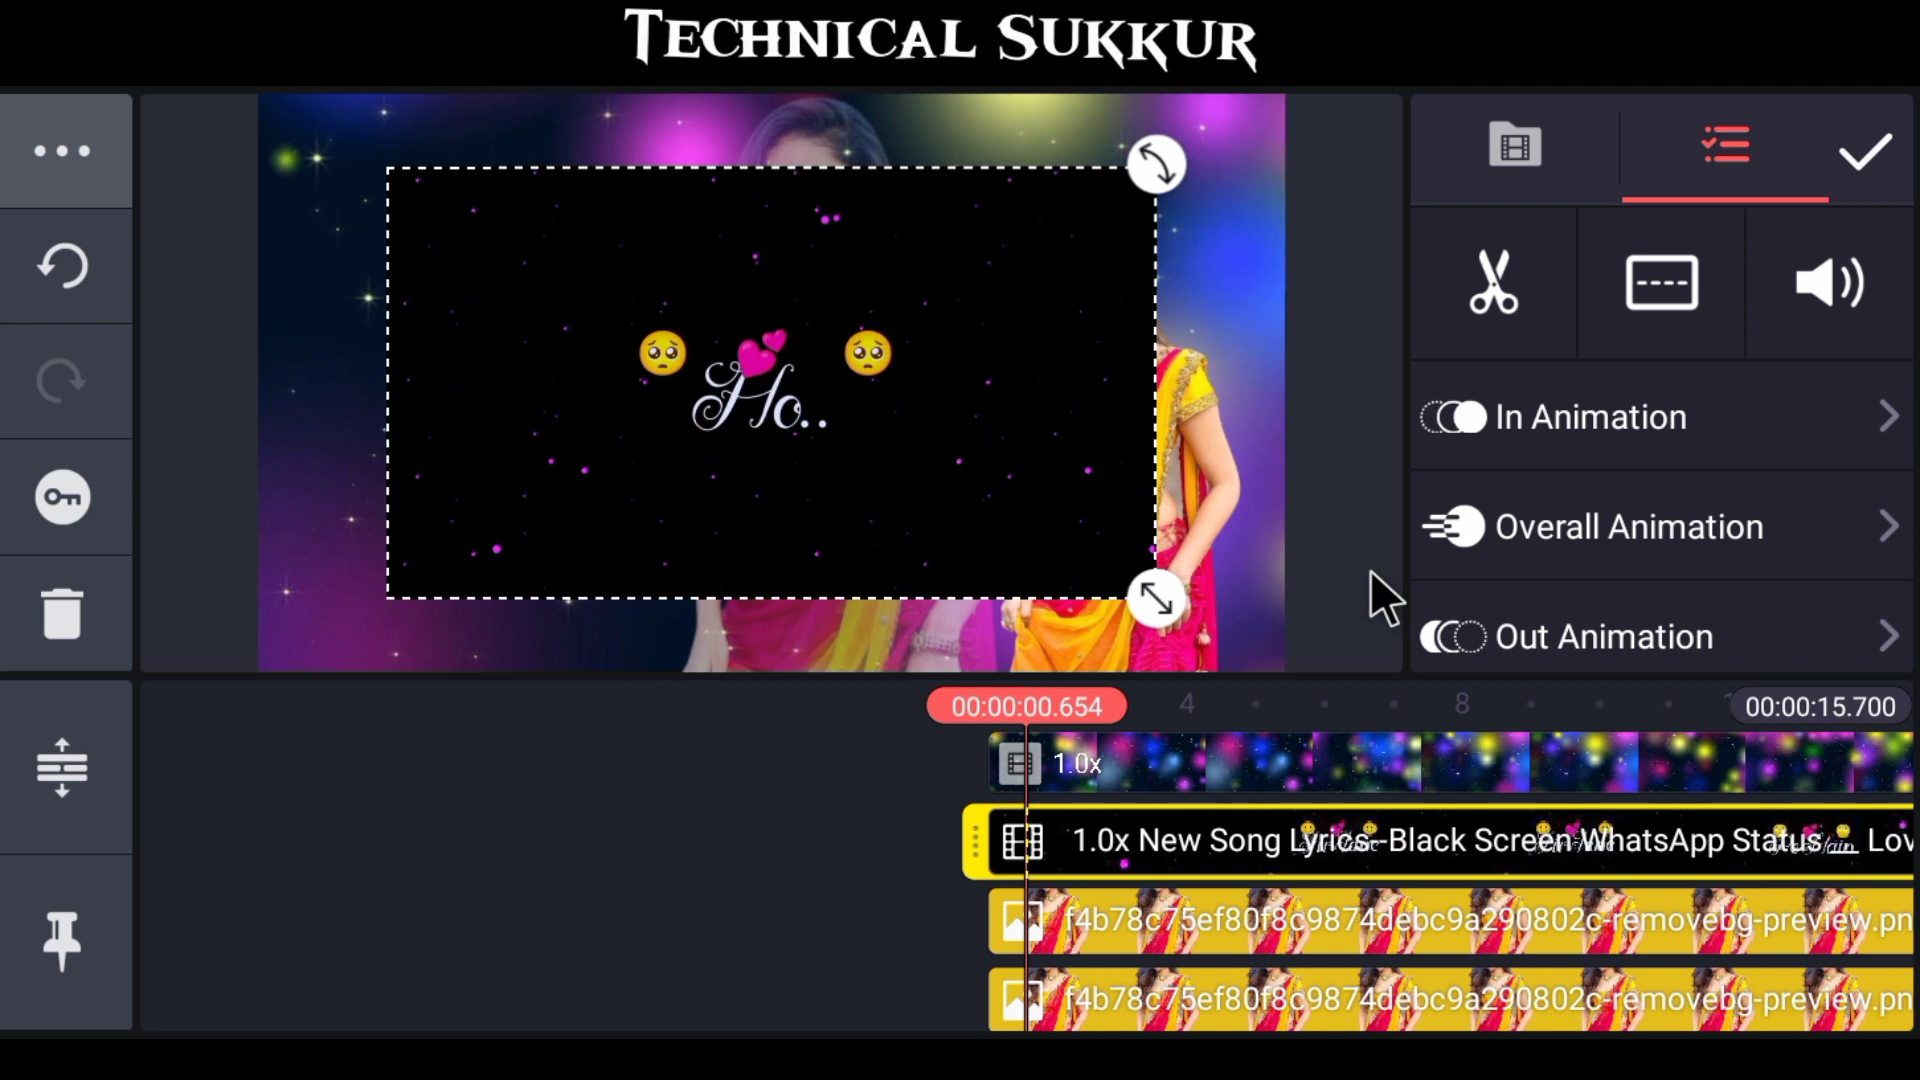 TECHNICAL SUKKUR
Ho..
In Animation
Overall Animation
Out Animation
00:00:00.654
4
8
00:00:15.700
1.0x
1.0x New Song Lyrics--Black Screen WhatsApp Status__ Lov
f4b78c75ef80f8c9874debc9a290802c-removebg-preview.pn
f4b78c75ef80f8c9874debc9a290802c-removebg-preview.pn